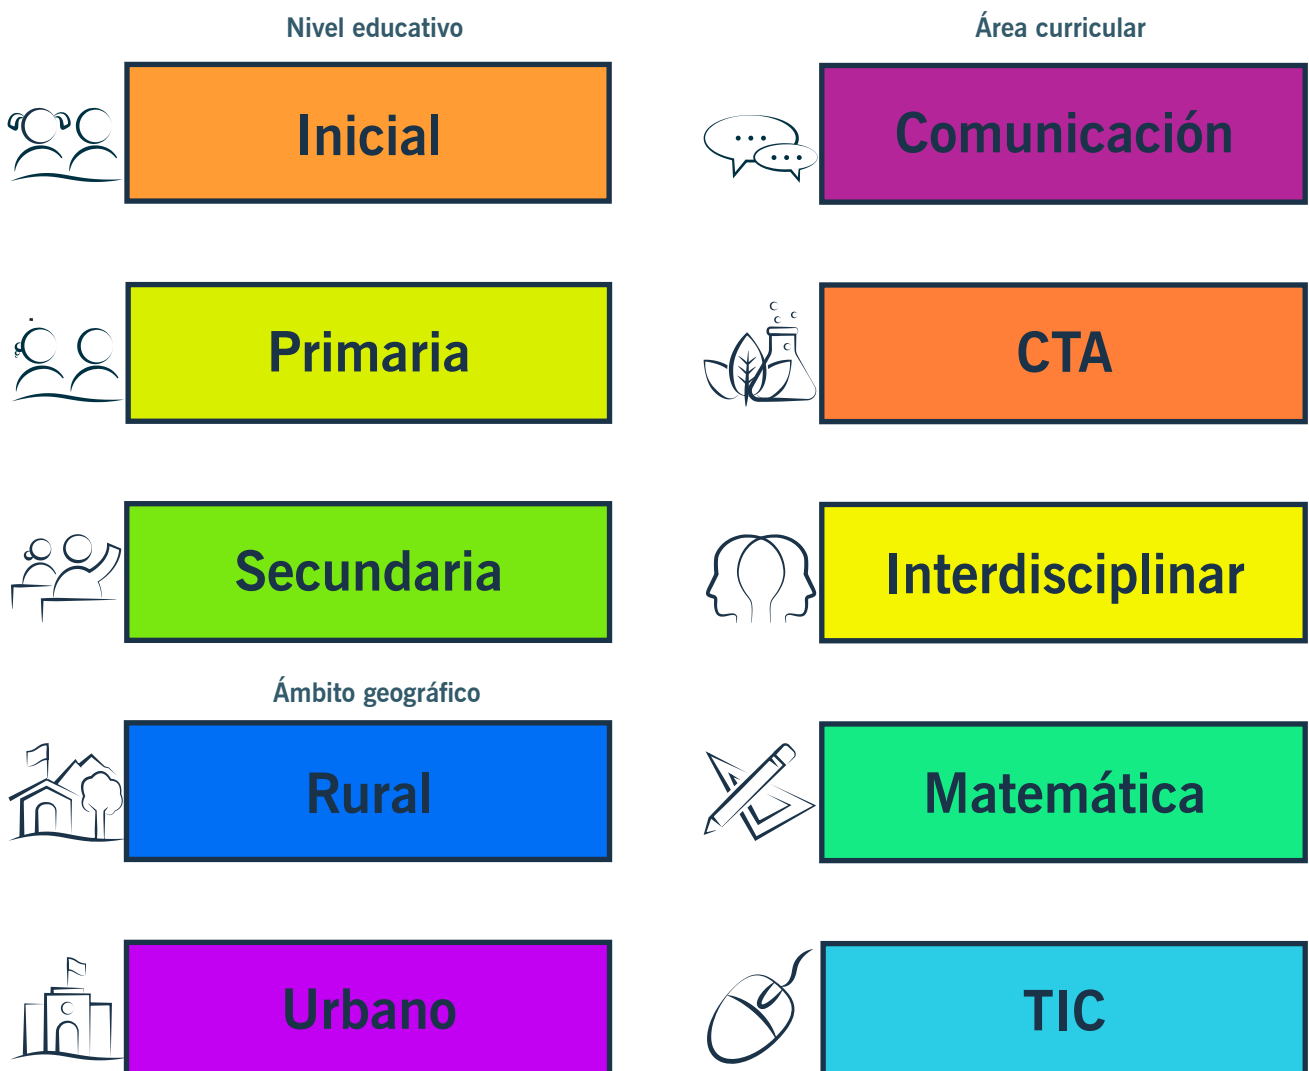 Nivel educativo
Inicial
Primaria
Secundaria
Ámbito geográfico
Rural
Urbano
Área curricular
Comunicación
CTA
Interdisciplinar
Matemática
TIC